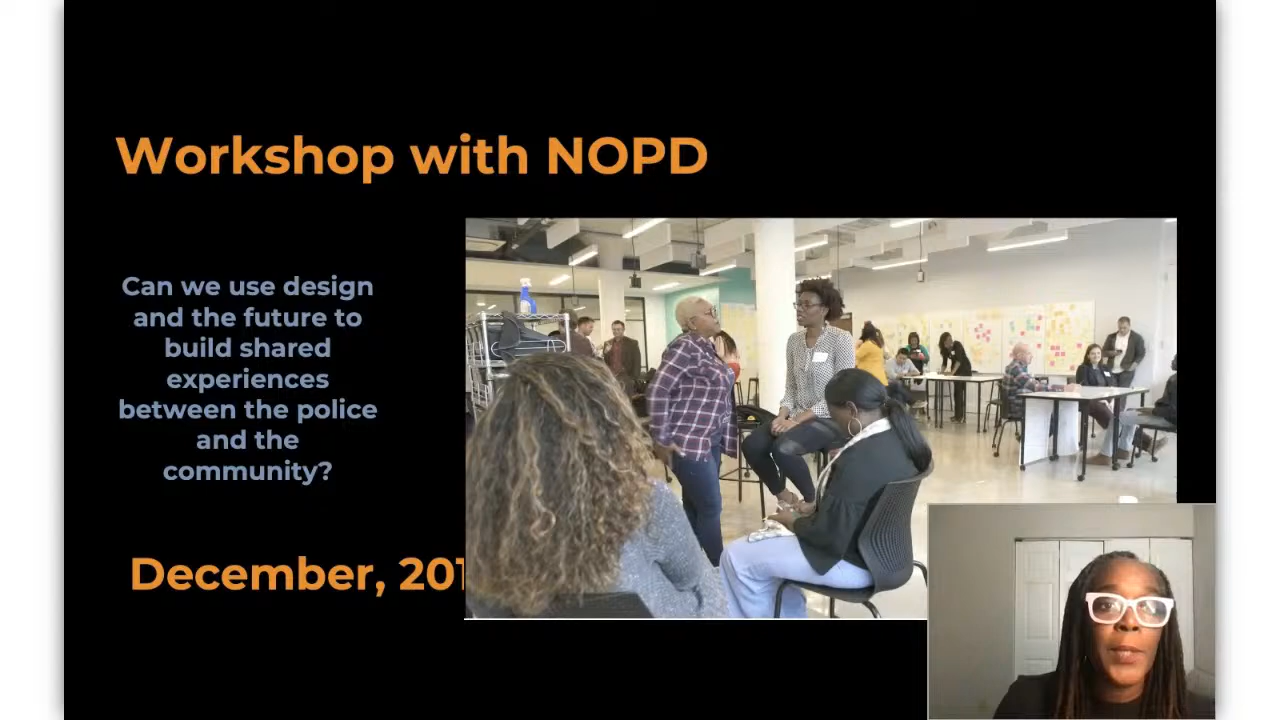 Workshop with NOPD
Can we use design
and the future to
build shared
experiences
between the police
and the
community?
December, 201